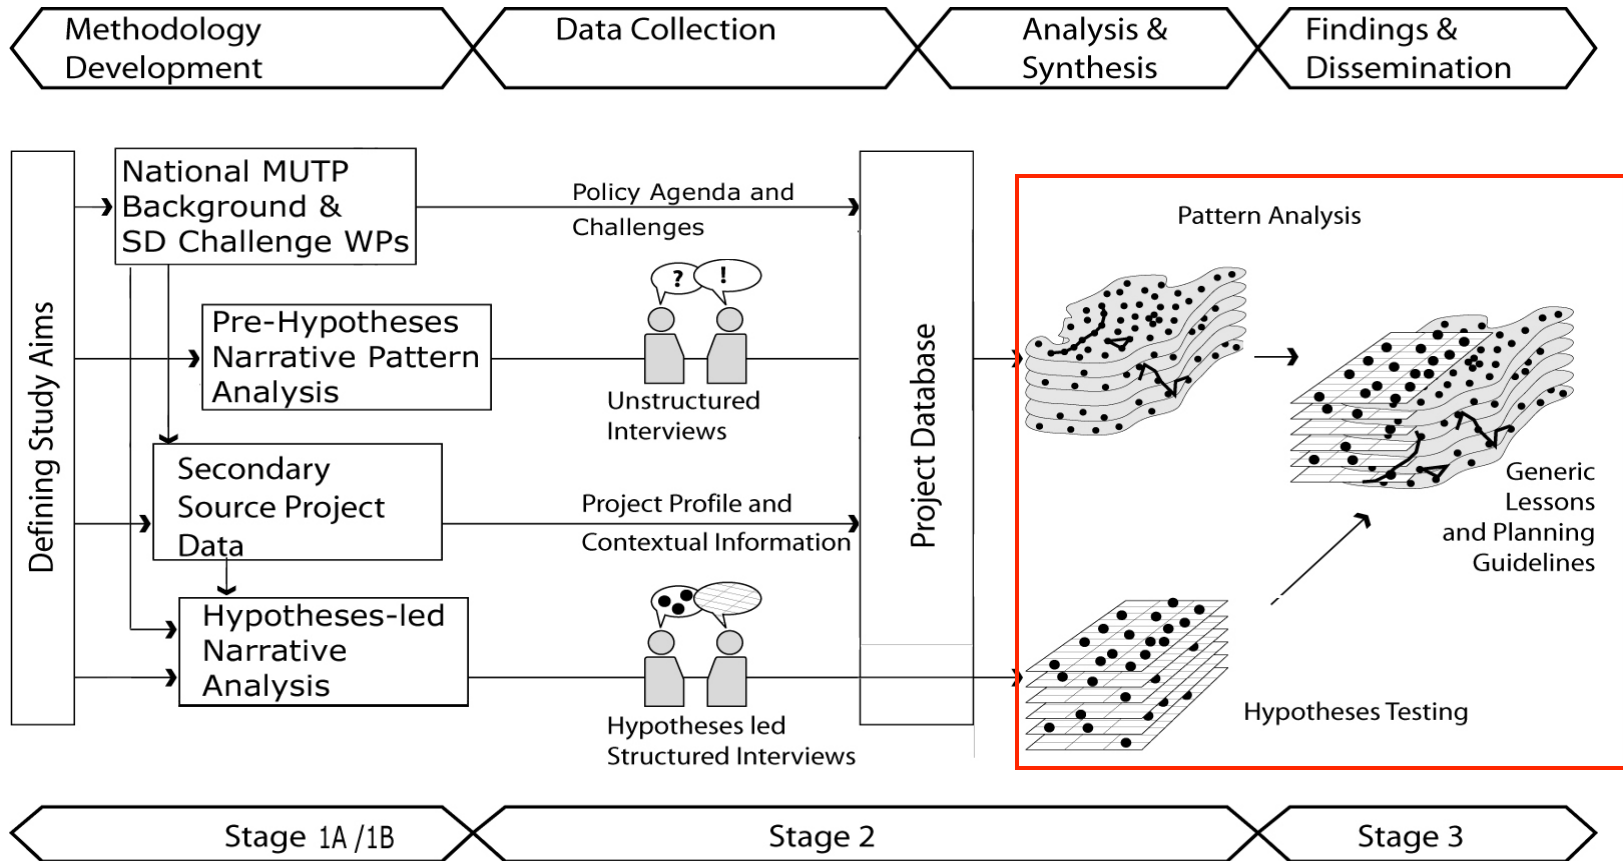 Methodology
Development
Data Collection
Analysis &
Synthesis
Findings &
Dissemination
Defining Study Aims
National MUTP
Background &
SD Challenge WPs
Policy Agenda and
Challenges
?
!
Pre-Hypotheses
Narrative Pattern
Analysis
Unstructured
Interviews
Secondary
Source Project
Data
Project Profile and
Contextual Information
Hypotheses-led
Narrative
Analysis
Hypotheses led
Structured Interviews
Project Database
Pattern Analysis
Generic
Lessons
and Planning
Guidelines
Hypotheses Testing
Stage 1A /1B
Stage 2
Stage 3